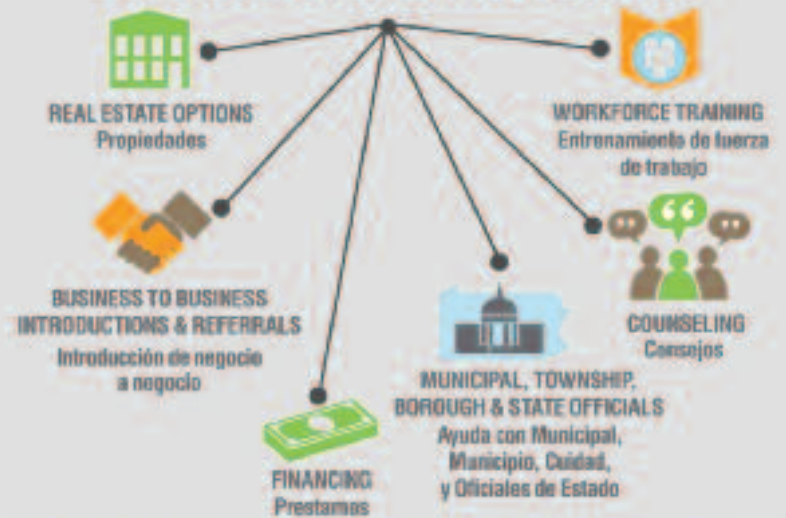 REAL ESTATE OPTIONS
Propiedades
WORKFORCE TRAINING
Entrenamiento de fuerza
de trabajo
BUSINESS TO BUSINESS
INTRODUCTIONS & REFERRALS
Introducción de negocio
a negocio
COUNSELING
Consejos
MUNICIPAL, TOWNSHIP,
BOROUGH & STATE OFFICIALS
Ayuda con Municipal,
Municipio, Cuidad,
y Oficiales de Estado
FINANCING
Prestamos